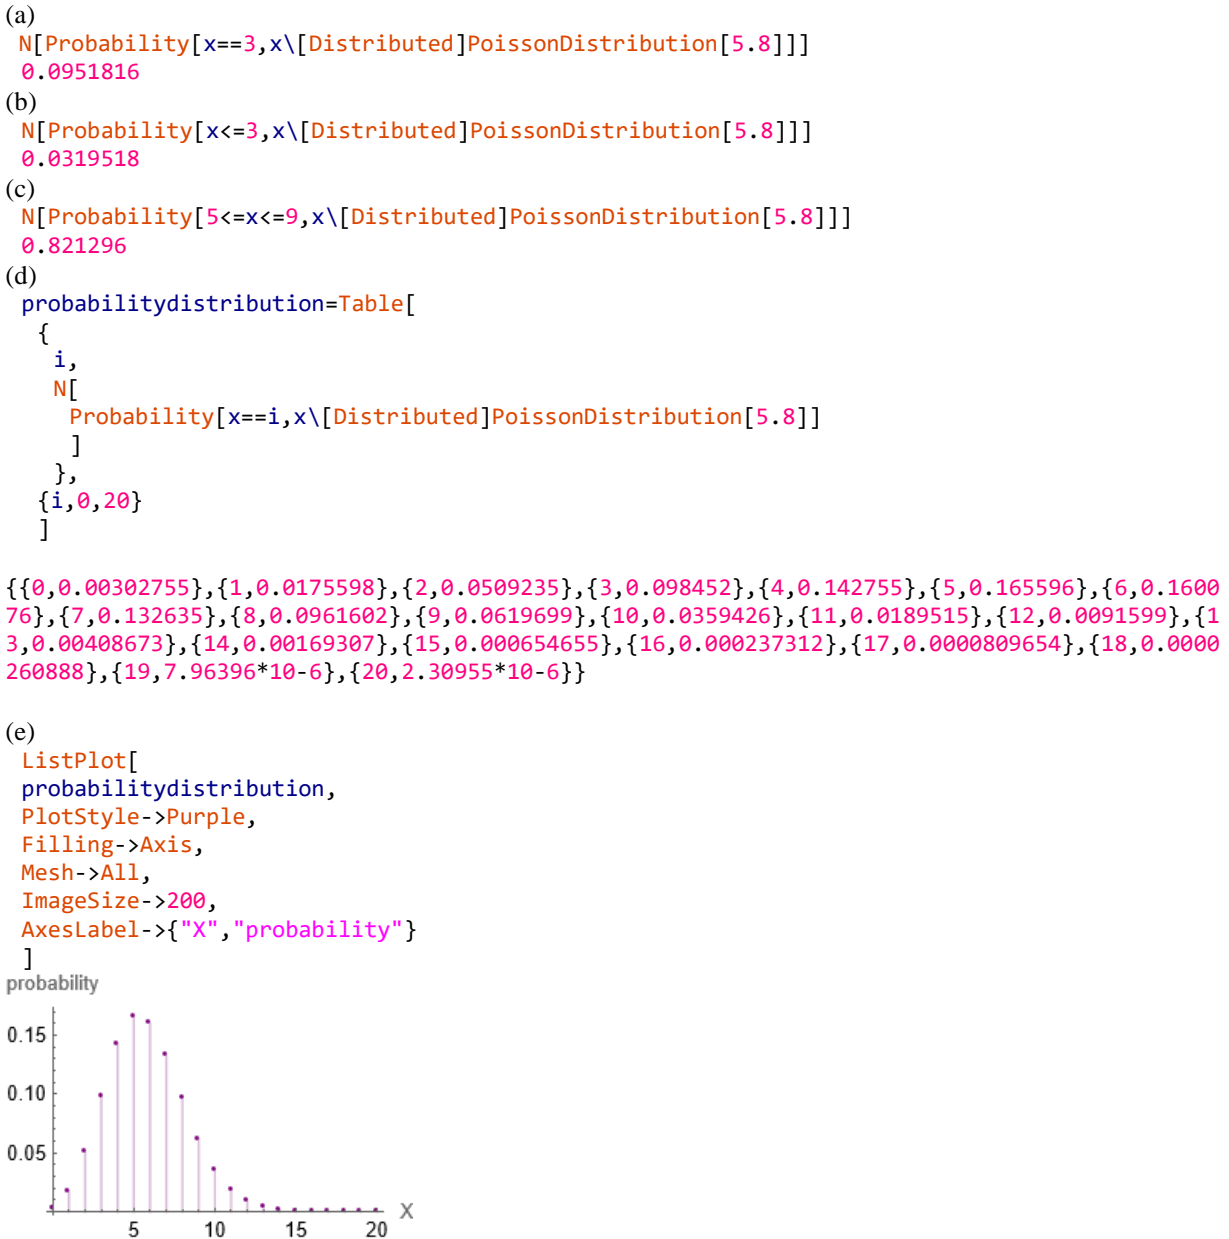 (a)
N[Probability[x==3,x\[Distributed]PoissonDistribution[5.8]]]
0.0951816
(b)
N[Probability[x<=3,x\[Distributed]PoissonDistribution[5.8]]]
0.0319518
(c)
N[Probability[5<=x<=9,x\[Distributed]PoissonDistribution[5.8]]]
0.821296
(d)
probabilitydistribution=Table[
{
i,
N[
Probability[x==i,x\[Distributed]PoissonDistribution[5.8]]
]
},
{i,0,20}
]
{{0,0.00302755},{1,0.0175598},{2,0.0509235},{3,0.098452},{4,0.142755},{5,0.165596},{6,0.1600
76},{7,0.132635},{8,0.0961602},{9,0.0619699},{10,0.0359426},{11,0.0189515},{12,0.0091599},{1
3,0.00408673},{14,0.00169307},{15,0.000654655},{16,0.000237312},{17,0.0000809654},{18,0.0000
260888},{19,7.96396*10-6},{20,2.30955*10-6}}
(e)
ListPlot[
probabilitydistribution,
PlotStyle->Purple,
Filling->Axis,
Mesh->All,
ImageSize->200,
AxesLabel->{"X","probability"}
]
probability
0.15
0.10
0.05
5 10 15 20 X